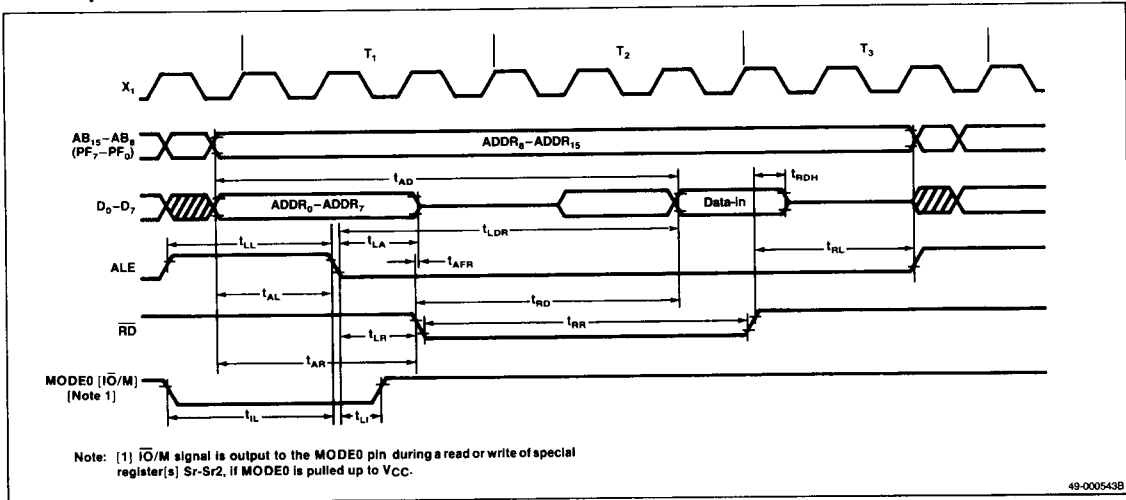 T1 T2 T3
X1
AB15–AB8
(PF7–PF0)
ADDR8–ADDR15
tAD
tRDH
D0–D7
ADDR0–ADDR7
Data-in
tLL
tLA
tLDR
tAFR
tRL
ALE
tAL
tRD
RD
tLR
tRR
tAR
MODE0 [IO/M]
[Note 1]
tIL
tLI
Note: [1] IO/M signal is output to the MODE0 pin during a read or write of special
register[s] Sr-Sr2, if MODE0 is pulled up to VCC.
49-000543B